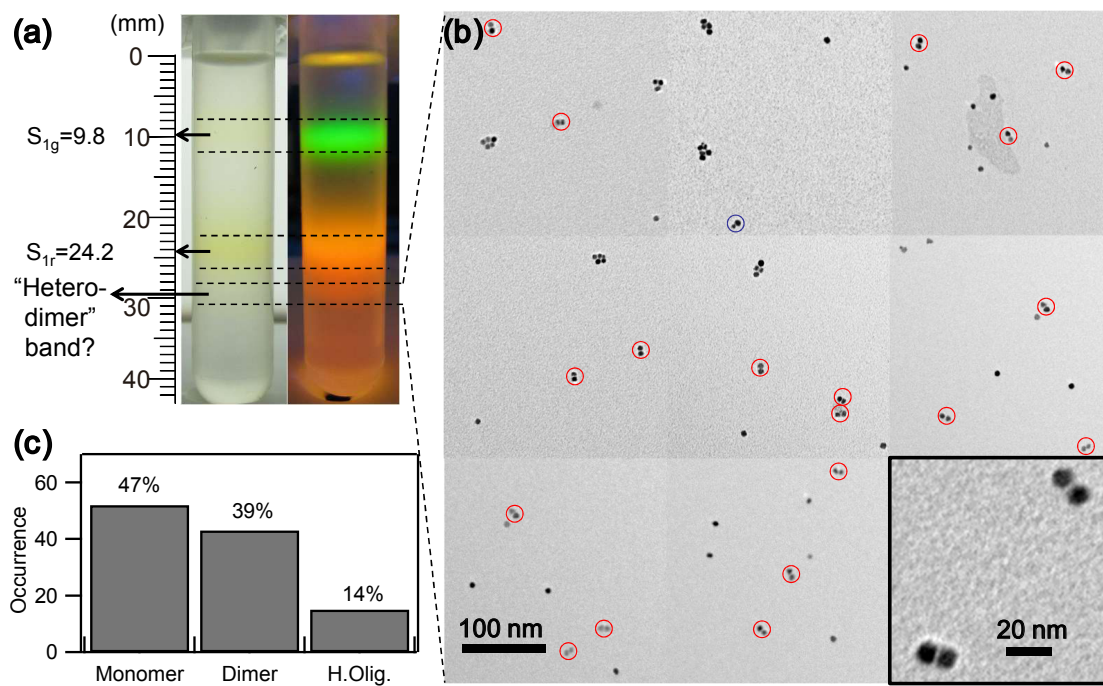 (a)
(mm)
0
10
20
30
40
S1g=9.8
S1r=24.2
“Hetero-
dimer”
band?
(b)
100 nm
20 nm
(c)
Occurrence
60
40
20
0
47%
39%
14%
Monomer
Dimer
H.Olig.